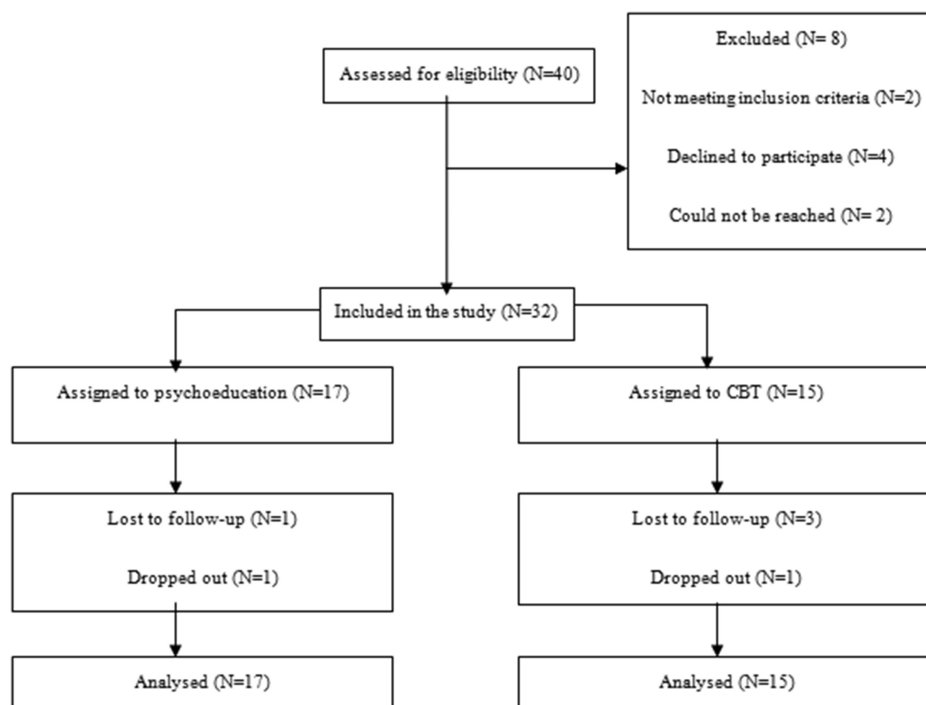 Assessed for eligibility (N=40)
Excluded (N= 8)
Not meeting inclusion criteria (N=2)
Declined to participate (N=4)
Could not be reached (N= 2)
Included in the study (N=32)
Assigned to psychoeducation (N=17)
Assigned to CBT (N=15)
Lost to follow-up (N=1)
Dropped out (N=1)
Lost to follow-up (N=3)
Dropped out (N=1)
Analysed (N=17)
Analysed (N=15)